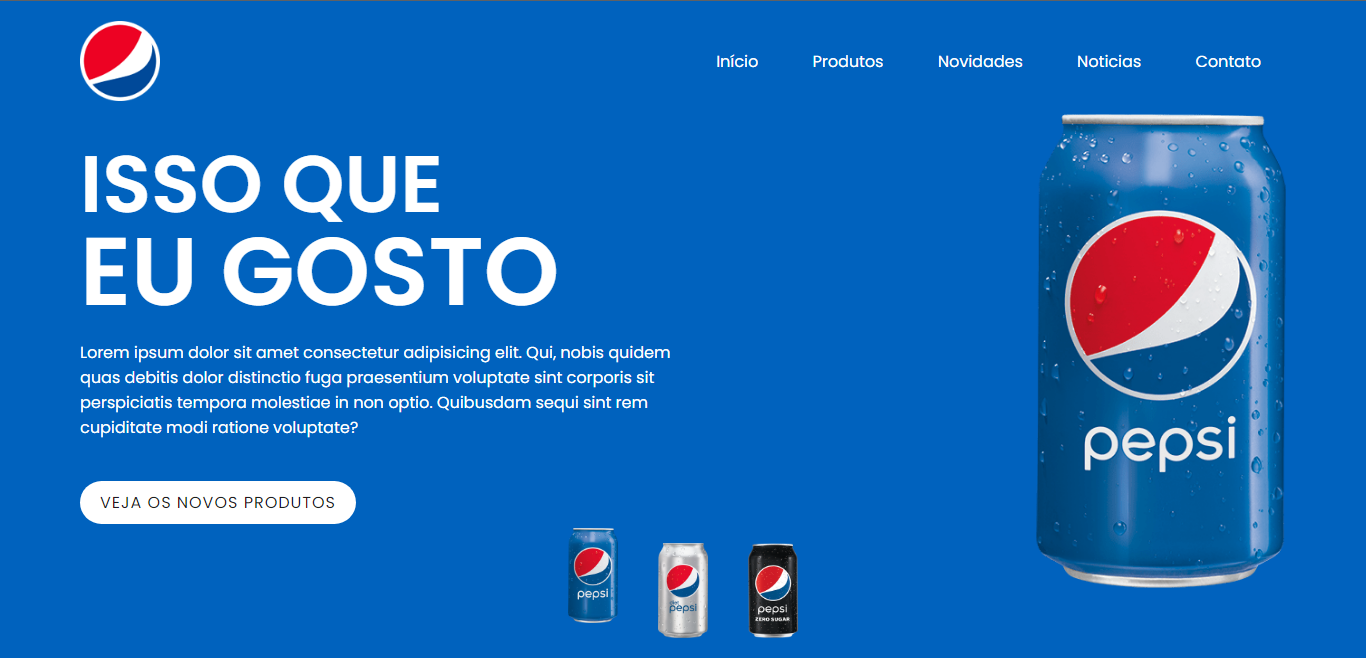 Início Produtos Novidades Noticias Contato
ISSO QUE
EU GOSTO
Lorem ipsum dolor sit amet consectetur adipisicing elit. Qui, nobis quidem
quas debitis dolor distinctio fuga praesentium voluptate sint corporis sit
perspiciatis tempora molestiae in non optio. Quibusdam sequi sint rem
cupiditate modi ratione voluptate?
pepsi
VEJA OS NOVOS PRODUTOS
pepsi
diet
pepsi
pepsi
ZERO SUGAR